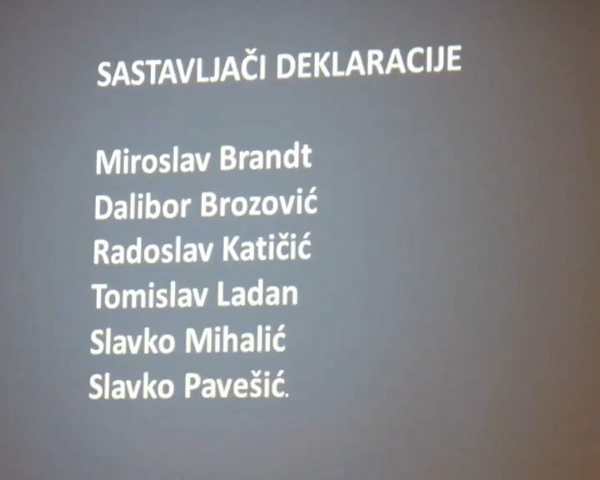 SASTAVLJAČI DEKLARACIJE
Miroslav Brandt
Dalibor Brozović
Radoslav Katičić
Tomislav Ladan
Slavko Mihalić
Slavko Pavešić.